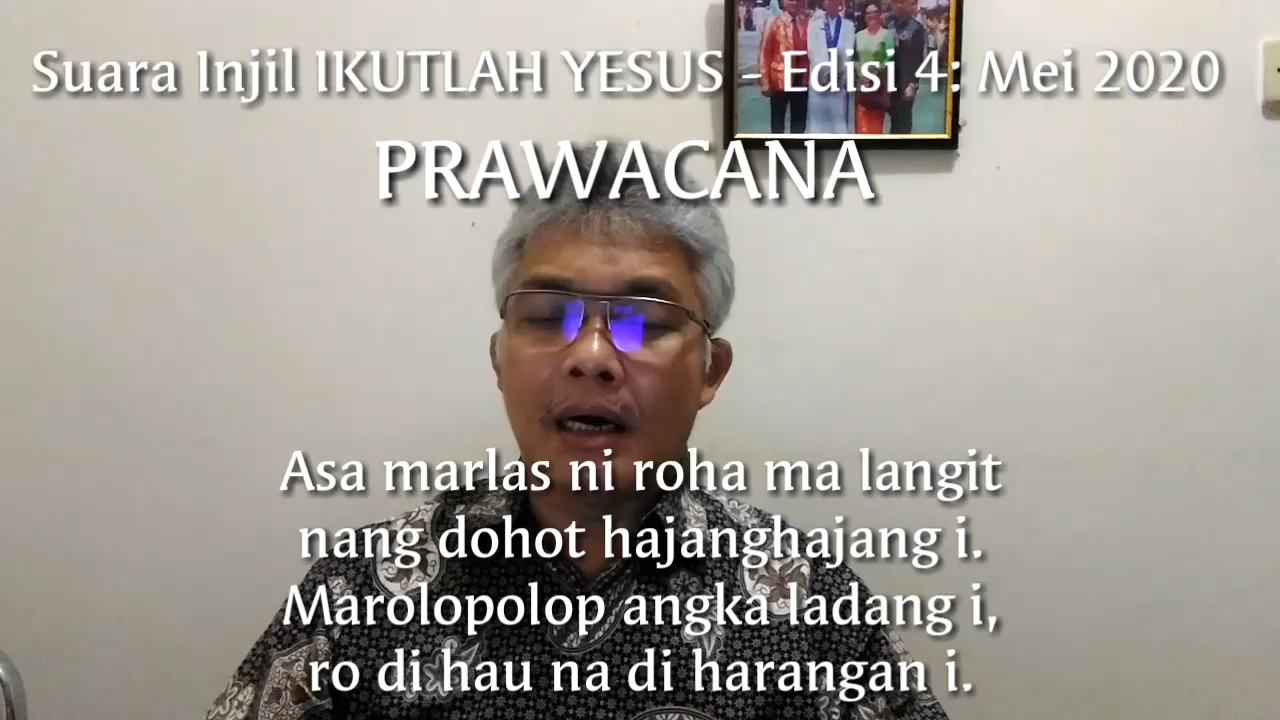 Suara Injil IKUTLAH YESUS - Edisi 4: Mei 2020
PRAWACANA
Asa marlas ni roha ma langit
nang dohot hajanghajang i.
Marolopolop angka ladang i,
ro di hau na di harangan i.